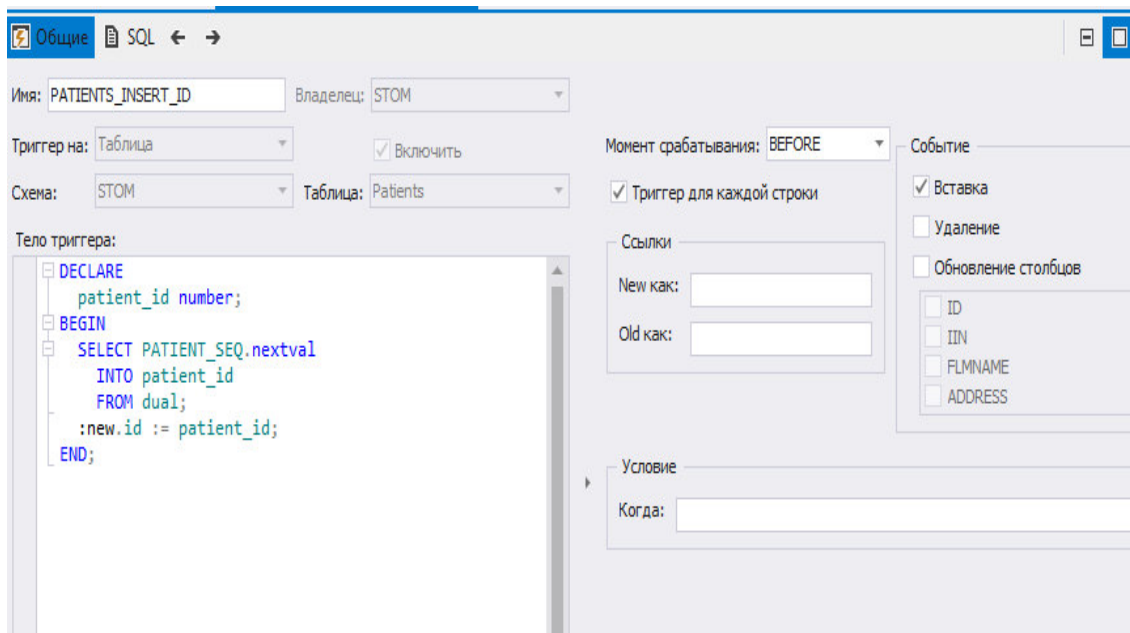 Общие SQL
Имя: PATIENTS_INSERT_ID Владелец: STOM
Триггер на: Таблица Включить
Схема: STOM Таблица: Patients
Тело триггера:
DECLARE
patient_id number;
BEGIN
SELECT PATIENT_SEQ.nextval
INTO patient_id
FROM dual;
:new.id := patient_id;
END;
Момент срабатывания: BEFORE
Триггер для каждой строки
Ссылки
New как:
Old как:
Событие
Вставка
Удаление
Обновление столбцов
ID
IIN
FLMNAME
ADDRESS
Условие
Когда: